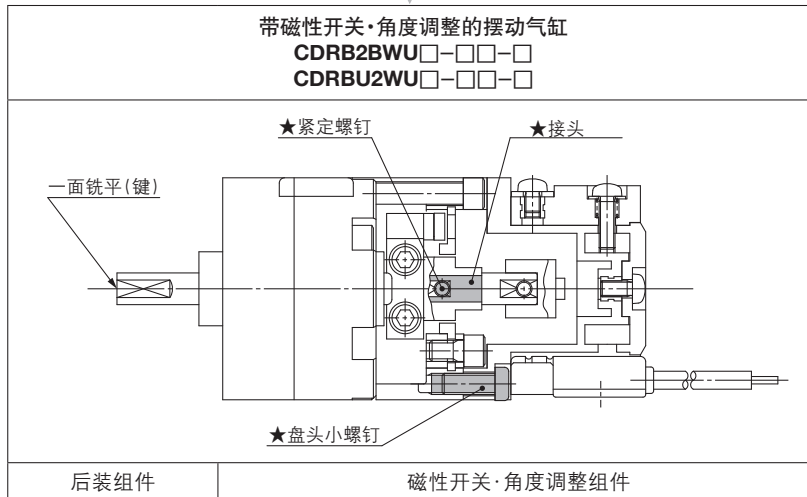 带磁性开关·角度调整的摆动气缸
CDRB2BWU□-□□-□
CDRBU2WU□-□□-□
★紧定螺钉
★接头
一面铣平(键)
★盘头小螺钉
后装组件
磁性开关·角度调整组件